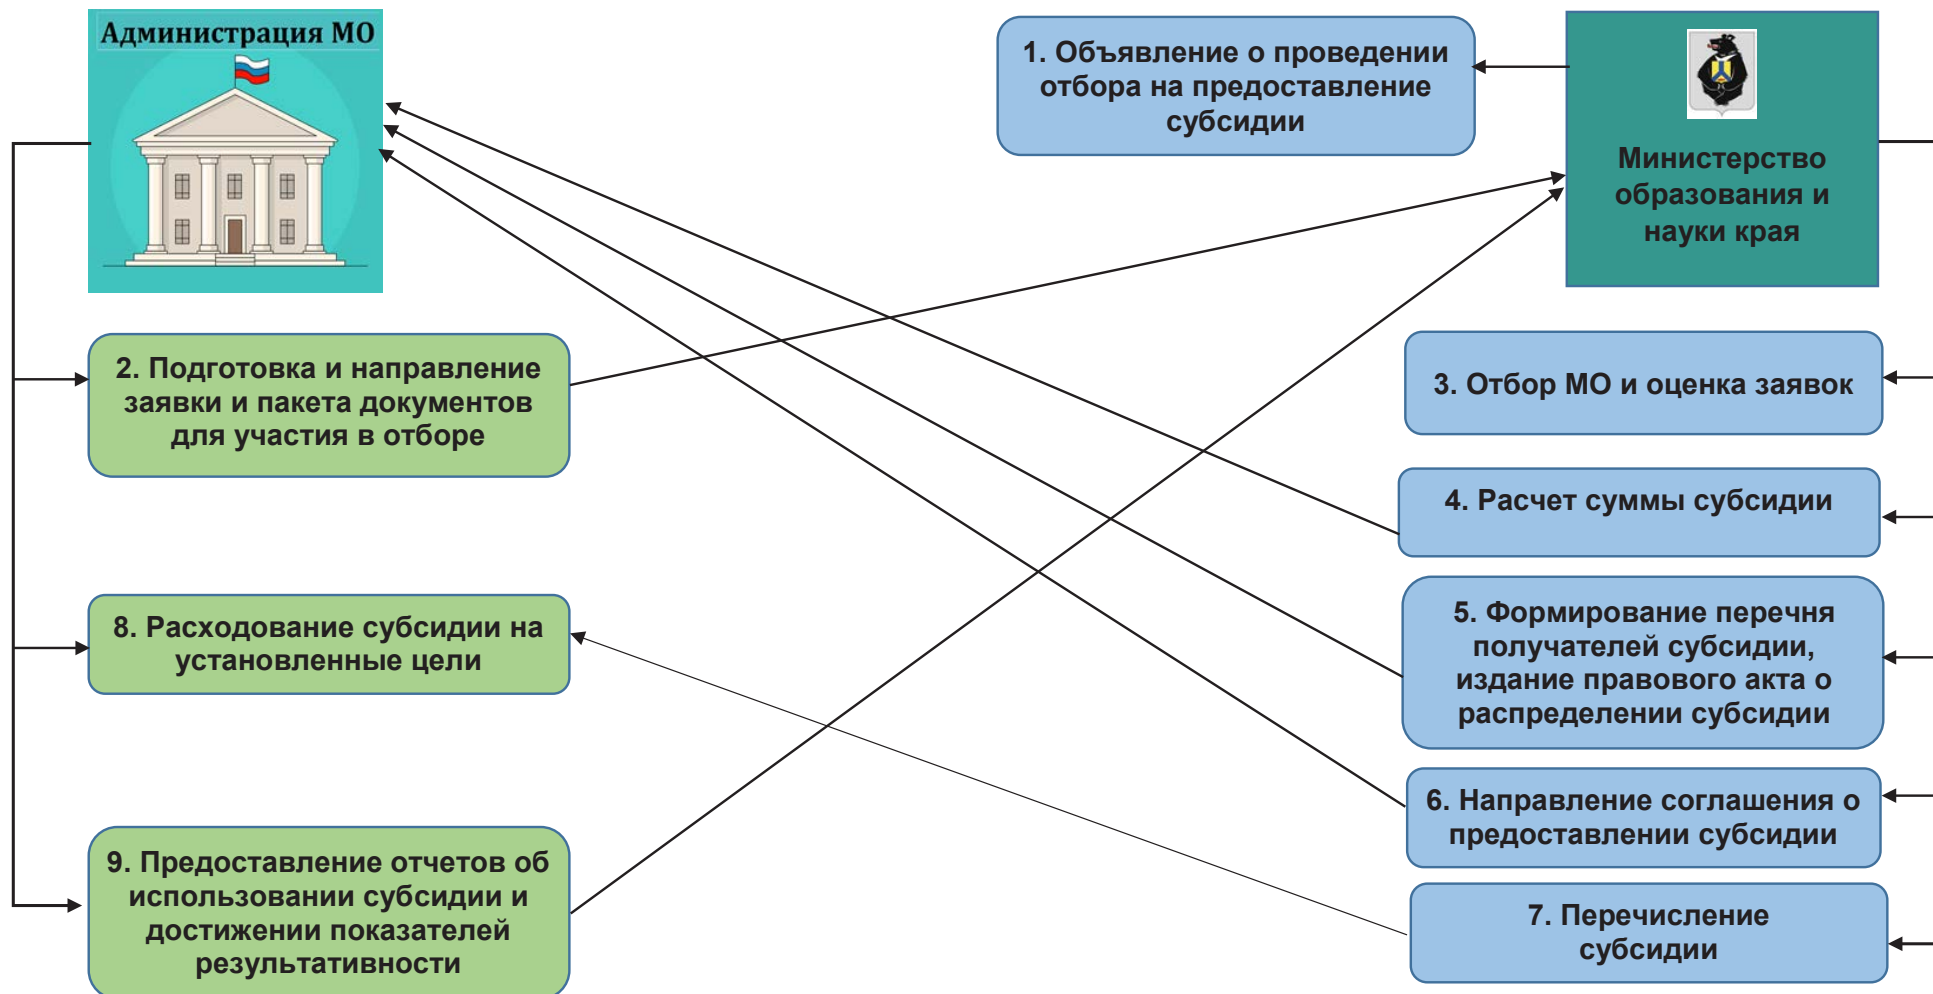 Администрация МО
1. Объявление о проведении
отбора на предоставление
субсидии
Министерство
образования и
науки края
2. Подготовка и направление
заявки и пакета документов
для участия в отборе
3. Отбор МО и оценка заявок
4. Расчет суммы субсидии
5. Формирование перечня
получателей субсидии,
издание правового акта о
распределении субсидии
6. Направление соглашения о
предоставлении субсидии
7. Перечисление
субсидии
8. Расходование субсидии на
установленные цели
9. Предоставление отчетов об
использовании субсидии и
достижении показателей
результативности